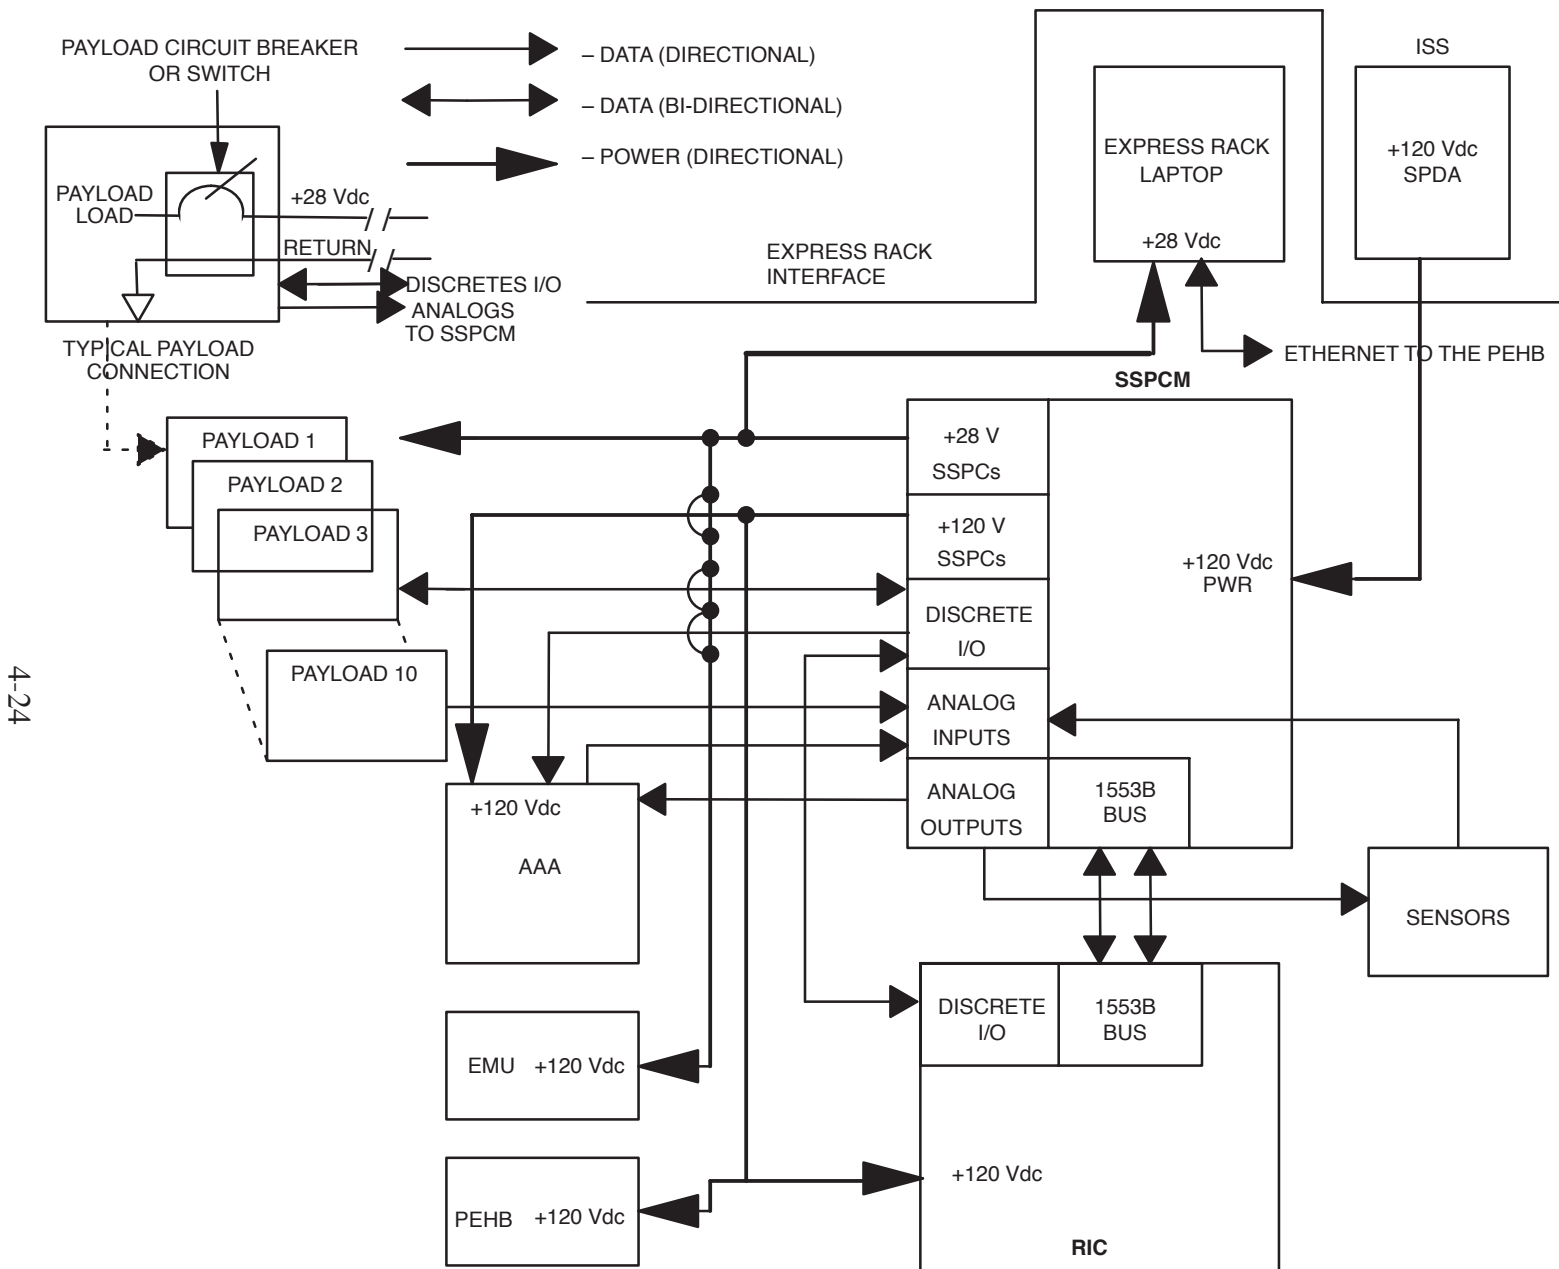 PAYLOAD CIRCUIT BREAKER
OR SWITCH
– DATA (DIRECTIONAL)
– DATA (BI-DIRECTIONAL)
– POWER (DIRECTIONAL)
PAYLOAD
LOAD
+28 Vdc
RETURN
DISCRETES I/O
ANALOGS
TO SSPCM
TYPICAL PAYLOAD
CONNECTION
EXPRESS RACK
INTERFACE
EXPRESS RACK
LAPTOP
+28 Vdc
ISS
+120 Vdc
SPDA
ETHERNET TO THE PEHB
SSPCM
PAYLOAD 1
PAYLOAD 2
PAYLOAD 3
PAYLOAD 10
+28 V
SSPCs
+120 V
SSPCs
DISCRETE
I/O
ANALOG
INPUTS
ANALOG
OUTPUTS
+120 Vdc
PWR
1553B
BUS
+120 Vdc
AAA
SENSORS
DISCRETE
I/O
1553B
BUS
EMU +120 Vdc
PEHB +120 Vdc
+120 Vdc
RIC
4-24